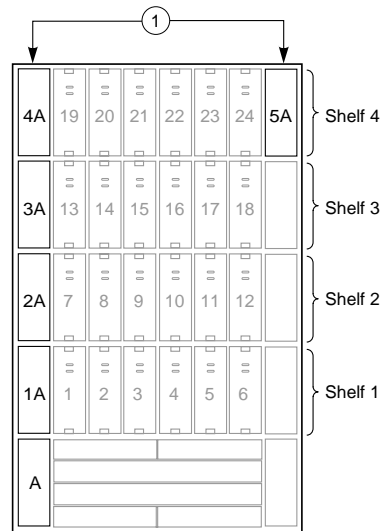 1
4A 19 20 21 22 23 24 5A Shelf 4
3A 13 14 15 16 17 18 Shelf 3
2A 7 8 9 10 11 12 Shelf 2
1A 1 2 3 4 5 6 Shelf 1
A